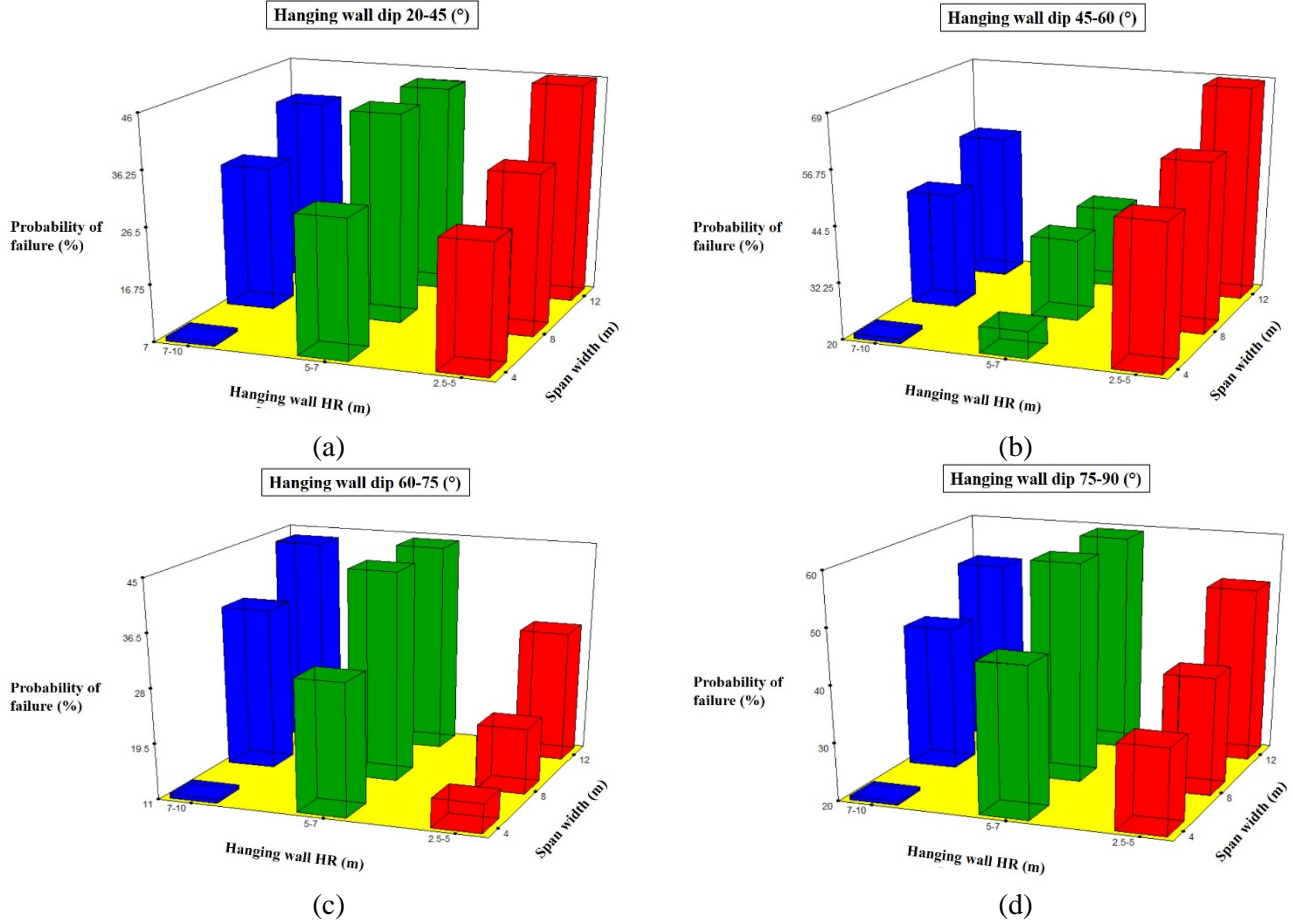 Hanging wall dip 20-45 (°)
46
36.25
26.5
16.75
7
Probability of
failure (%)
7-10
5-7
2.5-5
Hanging wall HR (m)
4
8
12
Span width (m)
(a)
Hanging wall dip 45-60 (°)
69
56.75
44.5
32.25
20
Probability of
failure (%)
7-10
5-7
2.5-5
Hanging wall HR (m)
4
8
12
Span width (m)
(b)
Hanging wall dip 60-75 (°)
45
36.5
28
19.5
11
Probability of
failure (%)
7-10
5-7
2.5-5
Hanging wall HR (m)
4
8
12
Span width (m)
(c)
Hanging wall dip 75-90 (°)
60
50
40
30
20
Probability of
failure (%)
7-10
5-7
2.5-5
Hanging wall HR (m)
4
8
12
Span width (m)
(d)